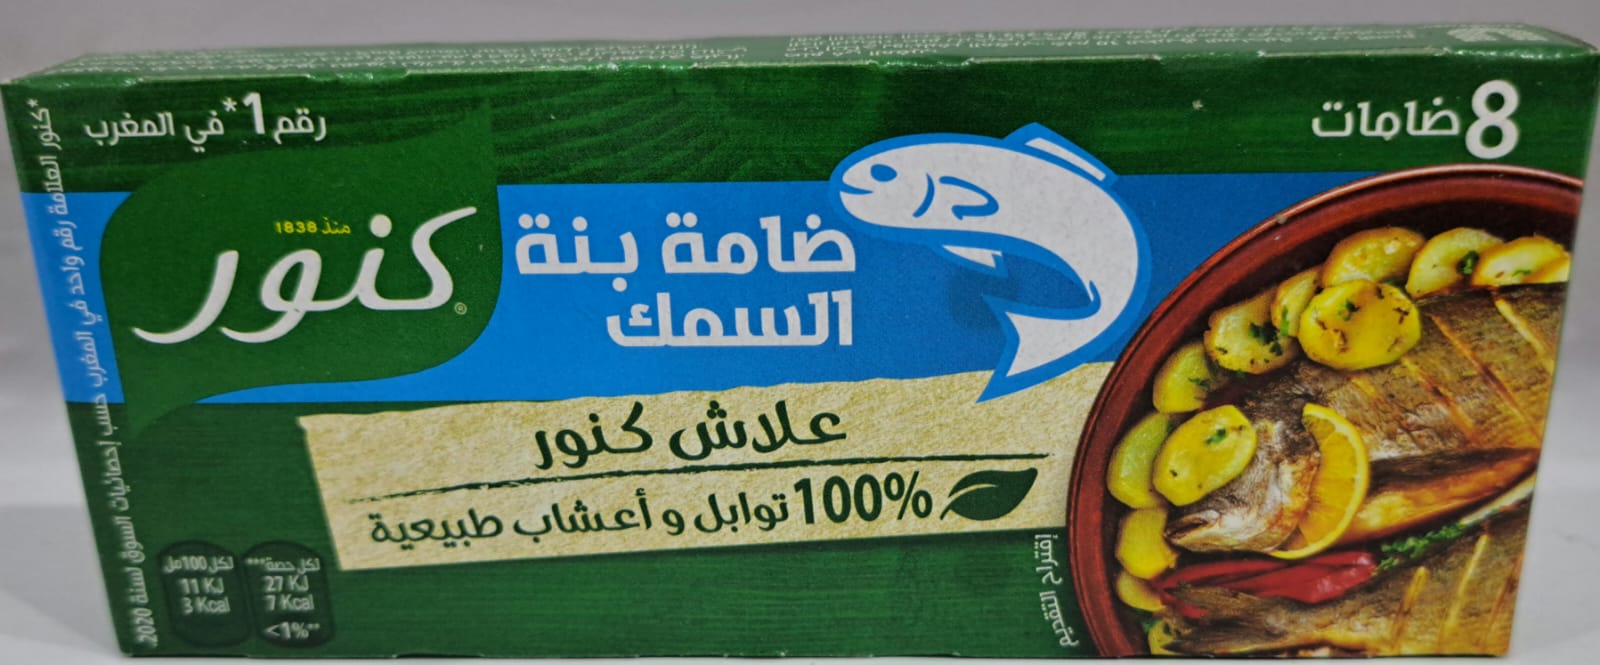 8 ضامات
رقم 1* في المغرب
منذ 1838
كنور
®
ضامة بنة
السمك
علاش كنور
100% توابل و أعشاب طبيعية
لكل حصة***
27 KJ
7 Kcal
<1%**
لكل 100مل
11 KJ
3 Kcal
إقتراح التقديم
*كنور العلامة رقم واحد في المغرب حسب إحصائيات السوق لسنة 2020.